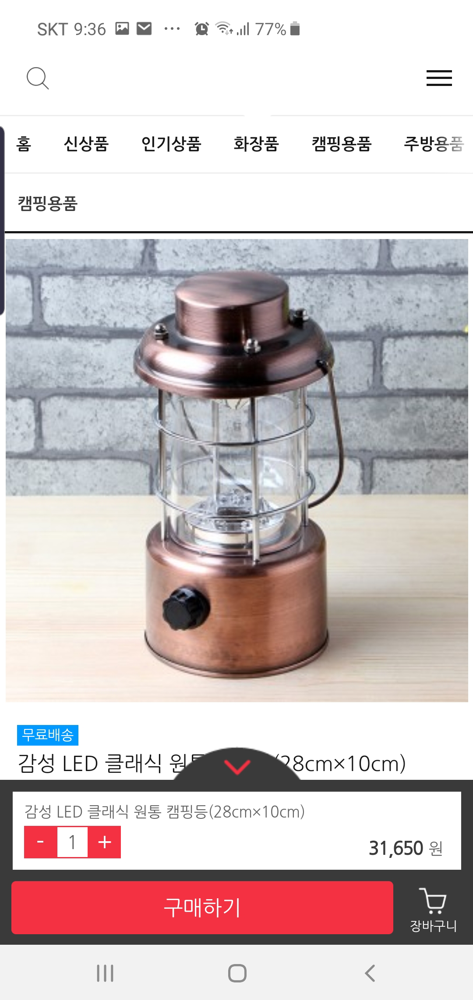 SKT 9:36 ... 77%
홈 신상품 인기상품 화장품 캠핑용품 주방용품
캠핑용품
무료배송
감성 LED 클래식 원통 (28cm×10cm)
감성 LED 클래식 원통 캠핑등(28cm×10cm)
- 1 +
31,650 원
구매하기
장바구니